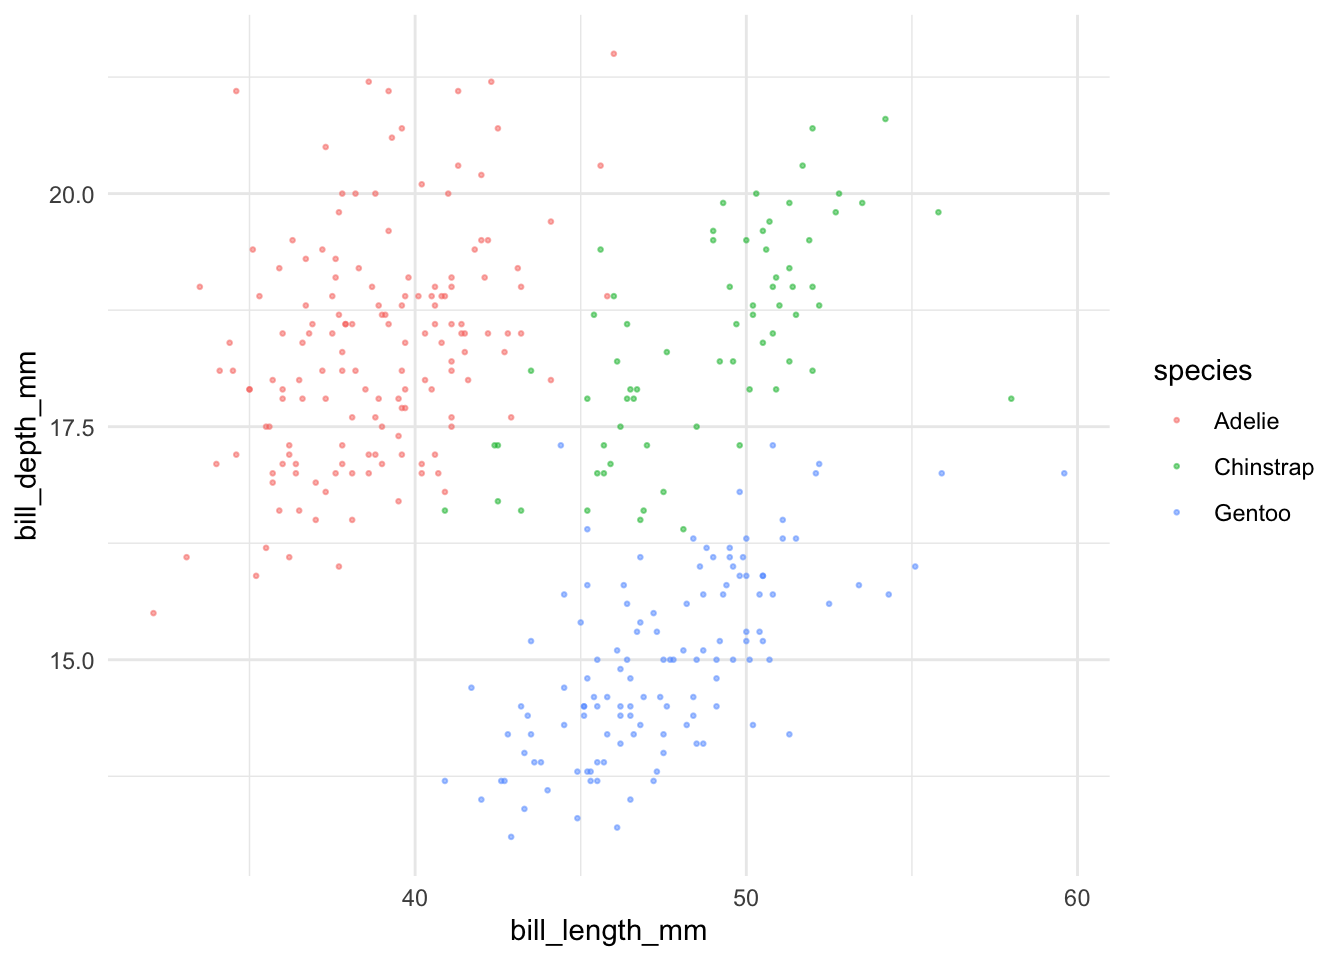 20.0
17.5
15.0
bill_depth_mm
40
50
60
bill_length_mm
species
Adelie
Chinstrap
Gentoo